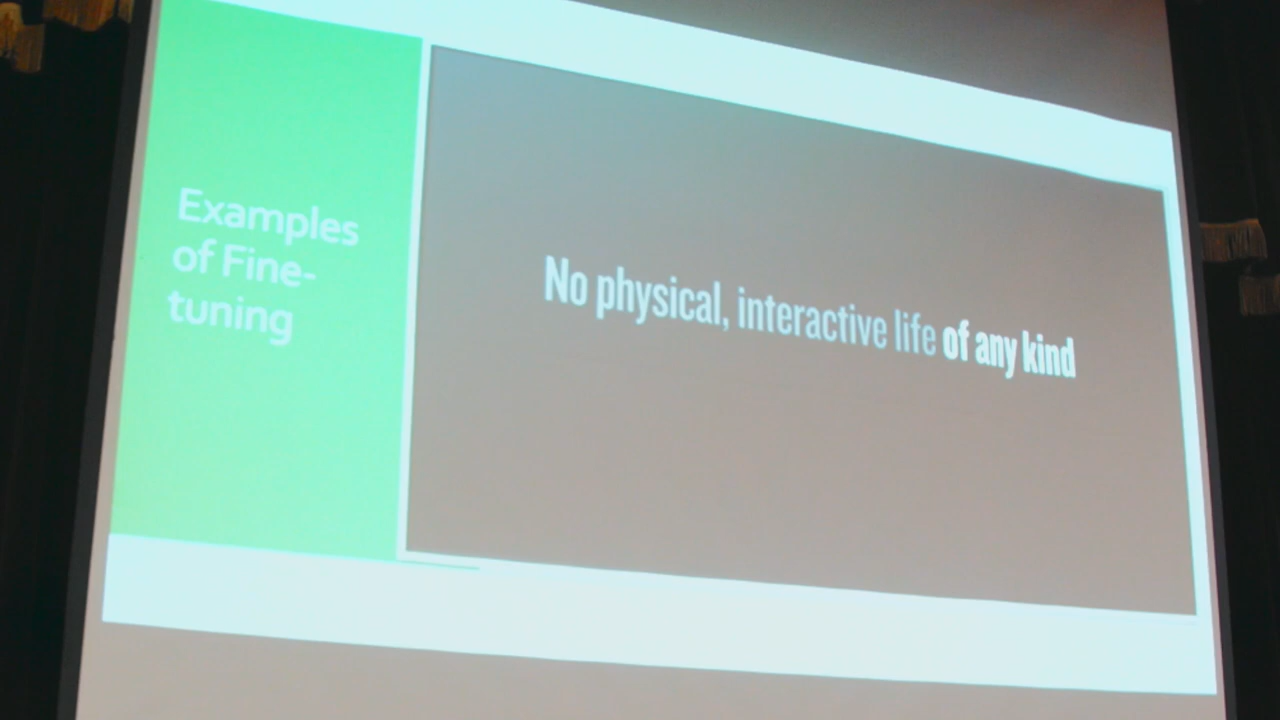 Examples
of Fine-
tuning
No physical, interactive life of any kind